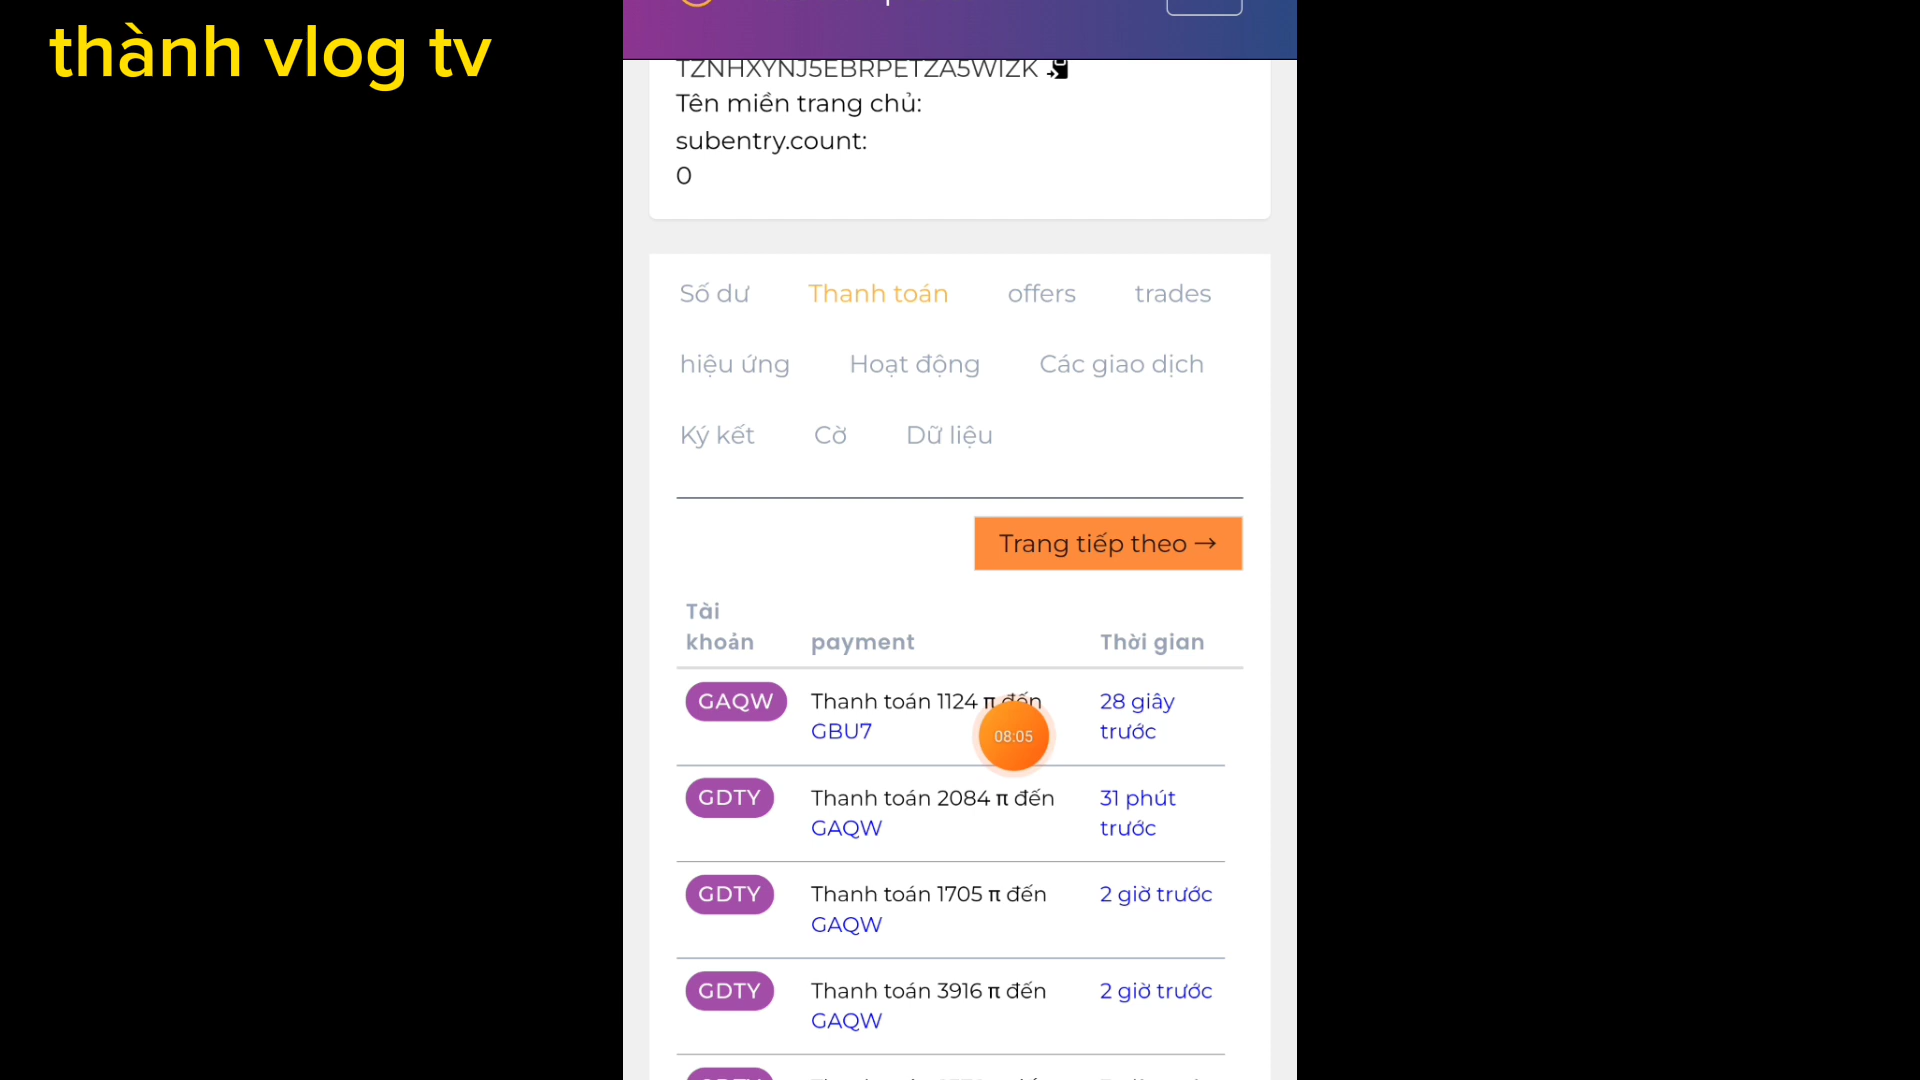 thành vlog tv
TZNHXYNJ5EBRPETZA5WIZK
Tên miền trang chủ:
subentry.count:
0
Số dư Thanh toán offers trades
hiệu ứng Hoạt động Các giao dịch
Ký kết Cờ Dữ liệu
Trang tiếp theo →
Tài
khoản payment Thời gian
GAQW Thanh toán 1124 π đến 28 giây
GBU7 trước
08:05
GDTY Thanh toán 2084 π đến 31 phút
GAQW trước
GDTY Thanh toán 1705 π đến 2 giờ trước
GAQW
GDTY Thanh toán 3916 π đến 2 giờ trước
GAQW